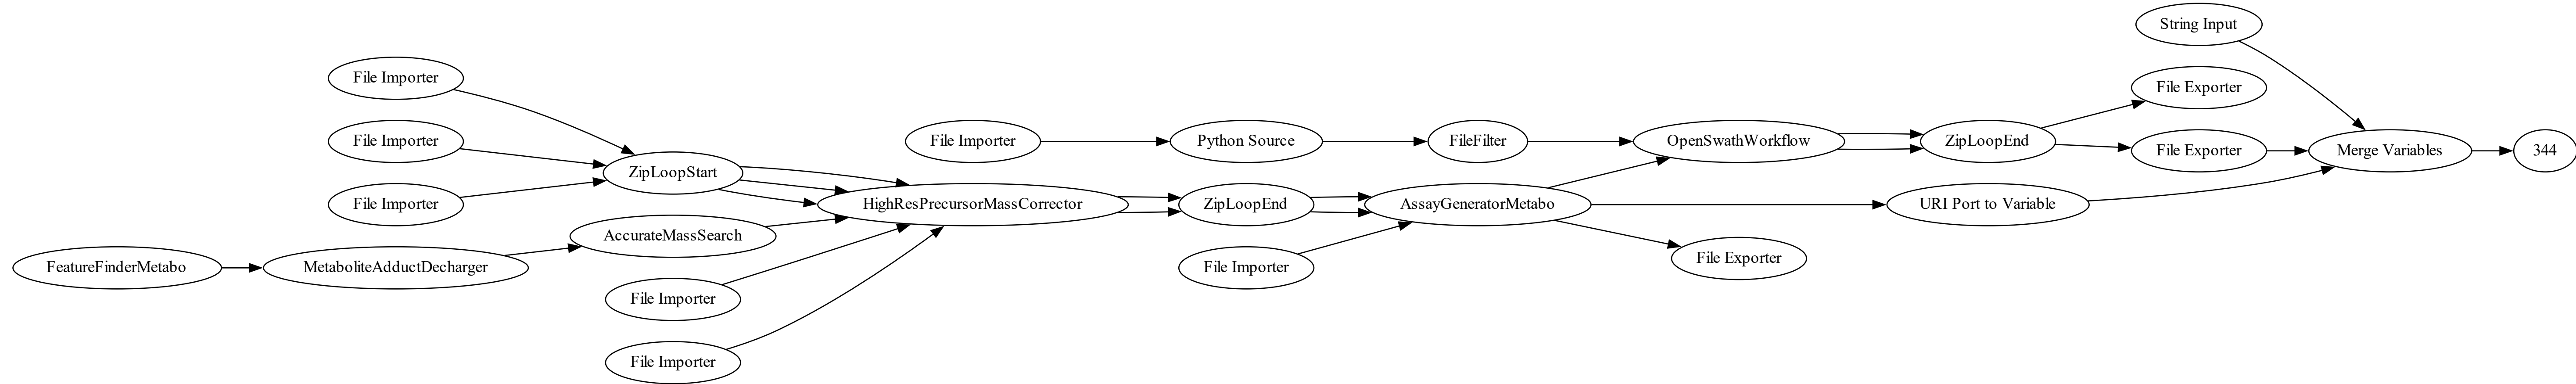 String Input
File Importer
File Exporter
File Importer
File Importer
Python Source
FileFilter
OpenSwathWorkflow
ZipLoopEnd
File Exporter
Merge Variables
344
ZipLoopStart
File Importer
HighResPrecursorMassCorrector
ZipLoopEnd
AssayGeneratorMetabo
URI Port to Variable
AccurateMassSearch
File Exporter
FeatureFinderMetabo
MetaboliteAdductDecharger
File Importer
File Importer
File Importer